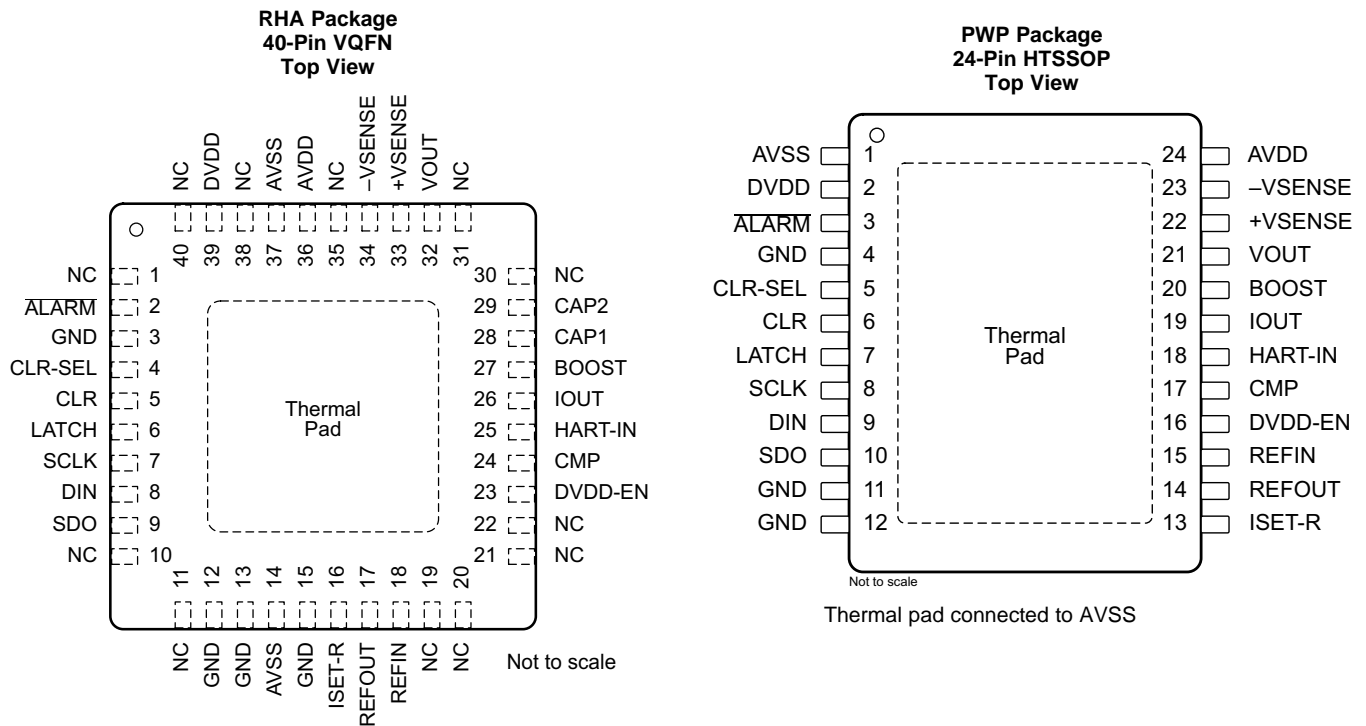 RHA Package
40-Pin VQFN
Top View
NC
DVDD
NC
AVSS
AVDD
NC
–VSENSE
+VSENSE
VOUT
NC
40
39
38
37
36
35
34
33
32
31
NC 1
ALARM 2
GND 3
CLR-SEL 4
CLR 5
LATCH 6
SCLK 7
DIN 8
SDO 9
NC 10
Thermal
Pad
30 NC
29 CAP2
28 CAP1
27 BOOST
26 IOUT
25 HART-IN
24 CMP
23 DVDD-EN
22 NC
21 NC
11
12
13
14
15
16
17
18
19
20
NC
GND
GND
AVSS
GND
ISET-R
REFOUT
REFIN
NC
NC
Not to scale
PWP Package
24-Pin HTSSOP
Top View
AVSS 1
DVDD 2
ALARM 3
GND 4
CLR-SEL 5
CLR 6
LATCH 7
SCLK 8
DIN 9
SDO 10
GND 11
GND 12
Thermal
Pad
24 AVDD
23 –VSENSE
22 +VSENSE
21 VOUT
20 BOOST
19 IOUT
18 HART-IN
17 CMP
16 DVDD-EN
15 REFIN
14 REFOUT
13 ISET-R
Not to scale
Thermal pad connected to AVSS